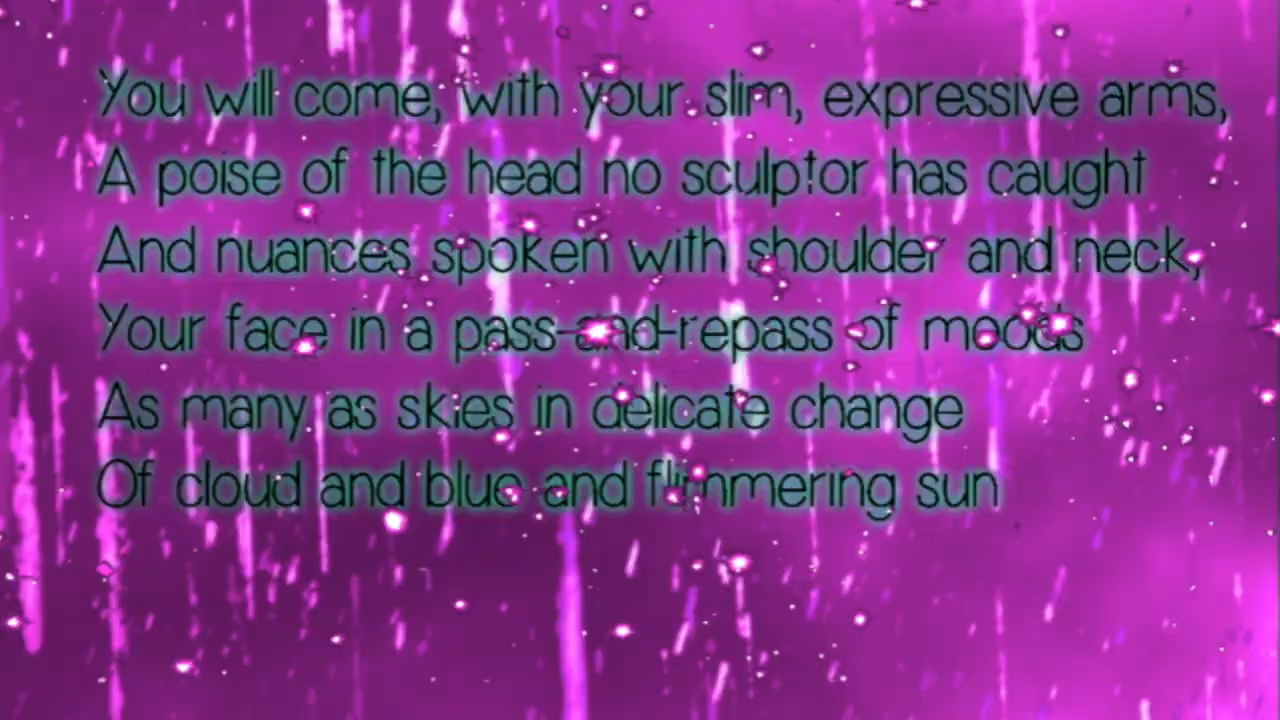 You will come, with your slim, expressive arms,
A poise of the head no sculptor has caught
And nuances spoken with shoulder and neck,
Your face in a pass-and-repass of moods
As many as skies in delicate change
Of cloud and blue and flimmering sun